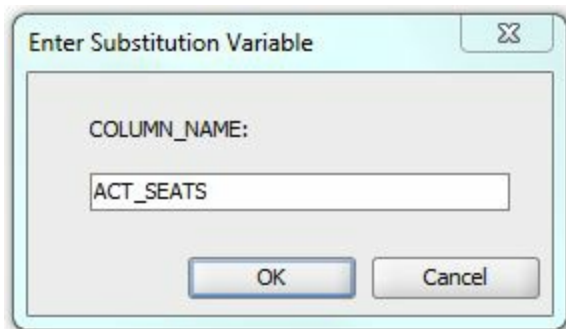 Enter Substitution Variable
COLUMN_NAME:
ACT_SEATS
OK Cancel